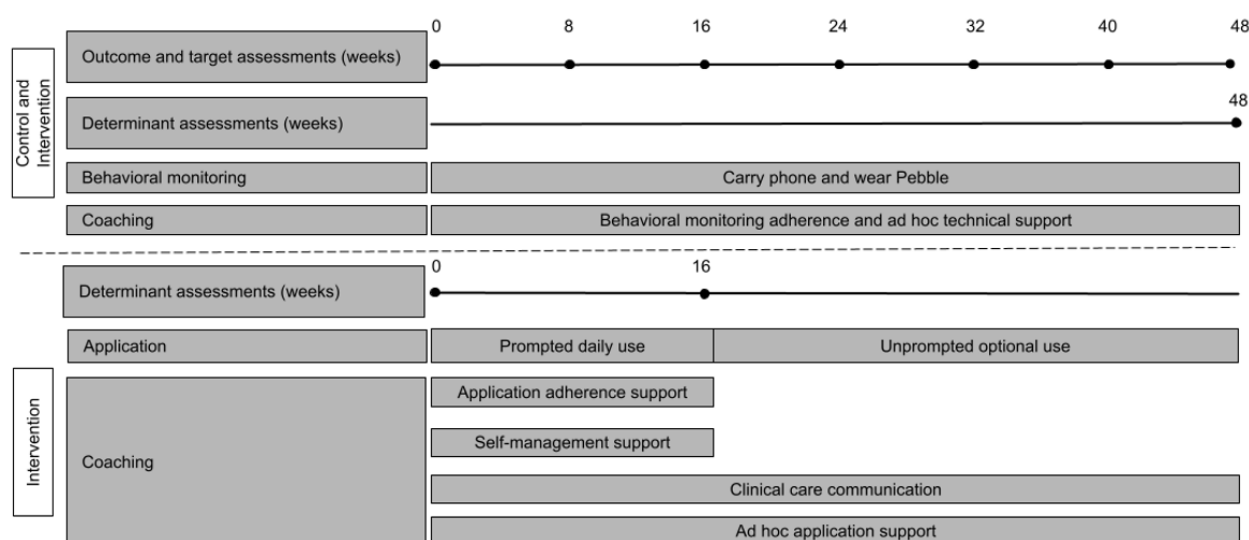 0 8 16 24 32 40 48
Outcome and target assessments (weeks)
48
Determinant assessments (weeks)
Control and
Intervention
Behavioral monitoring
Carry phone and wear Pebble
Coaching
Behavioral monitoring adherence and ad hoc technical support
0 16
Determinant assessments (weeks)
Application
Prompted daily use
Unprompted optional use
Intervention
Coaching
Application adherence support
Self-management support
Clinical care communication
Ad hoc application support